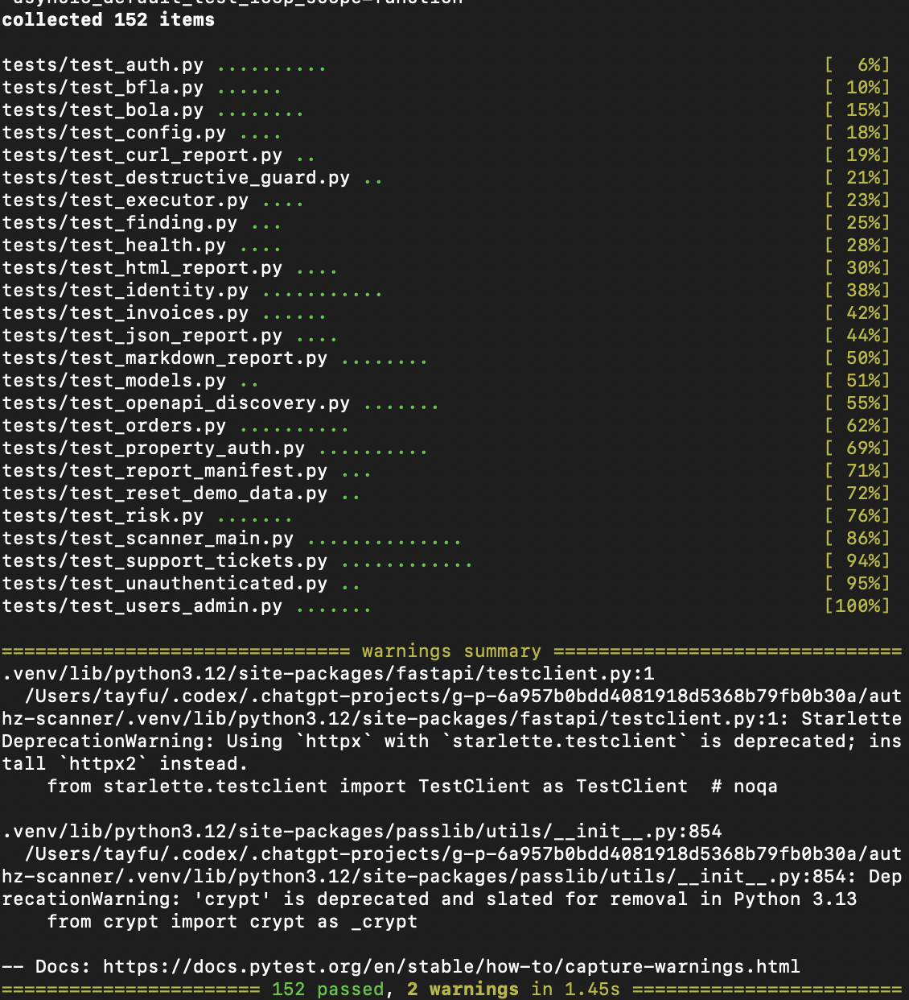 asyncio_default_test_loop_scope=function
collected 152 items
tests/test_auth.py .......... [  6%]
tests/test_bfla.py ...... [ 10%]
tests/test_bola.py ........ [ 15%]
tests/test_config.py .... [ 18%]
tests/test_curl_report.py .. [ 19%]
tests/test_destructive_guard.py .. [ 21%]
tests/test_executor.py .... [ 23%]
tests/test_finding.py ... [ 25%]
tests/test_health.py .... [ 28%]
tests/test_html_report.py .... [ 30%]
tests/test_identity.py ........... [ 38%]
tests/test_invoices.py ...... [ 42%]
tests/test_json_report.py .... [ 44%]
tests/test_markdown_report.py ........ [ 50%]
tests/test_models.py .. [ 51%]
tests/test_openapi_discovery.py ....... [ 55%]
tests/test_orders.py .......... [ 62%]
tests/test_property_auth.py .......... [ 69%]
tests/test_report_manifest.py ... [ 71%]
tests/test_reset_demo_data.py .. [ 72%]
tests/test_risk.py ....... [ 76%]
tests/test_scanner_main.py .............. [ 86%]
tests/test_support_tickets.py ............ [ 94%]
tests/test_unauthenticated.py .. [ 95%]
tests/test_users_admin.py ....... [100%]
=============================== warnings summary ===============================
.venv/lib/python3.12/site-packages/fastapi/testclient.py:1
  /Users/tayfu/.codex/.chatgpt-projects/g-p-6a957b0bdd4081918d5368b79fb0b30a/aut
hz-scanner/.venv/lib/python3.12/site-packages/fastapi/testclient.py:1: Starlette
DeprecationWarning: Using `httpx` with `starlette.testclient` is deprecated; ins
tall `httpx2` instead.
    from starlette.testclient import TestClient as TestClient  # noqa
.venv/lib/python3.12/site-packages/passlib/utils/__init__.py:854
  /Users/tayfu/.codex/.chatgpt-projects/g-p-6a957b0bdd4081918d5368b79fb0b30a/aut
hz-scanner/.venv/lib/python3.12/site-packages/passlib/utils/__init__.py:854: Dep
recationWarning: 'crypt' is deprecated and slated for removal in Python 3.13
    from crypt import crypt as _crypt
-- Docs: https://docs.pytest.org/en/stable/how-to/capture-warnings.html
======================= 152 passed, 2 warnings in 1.45s ========================